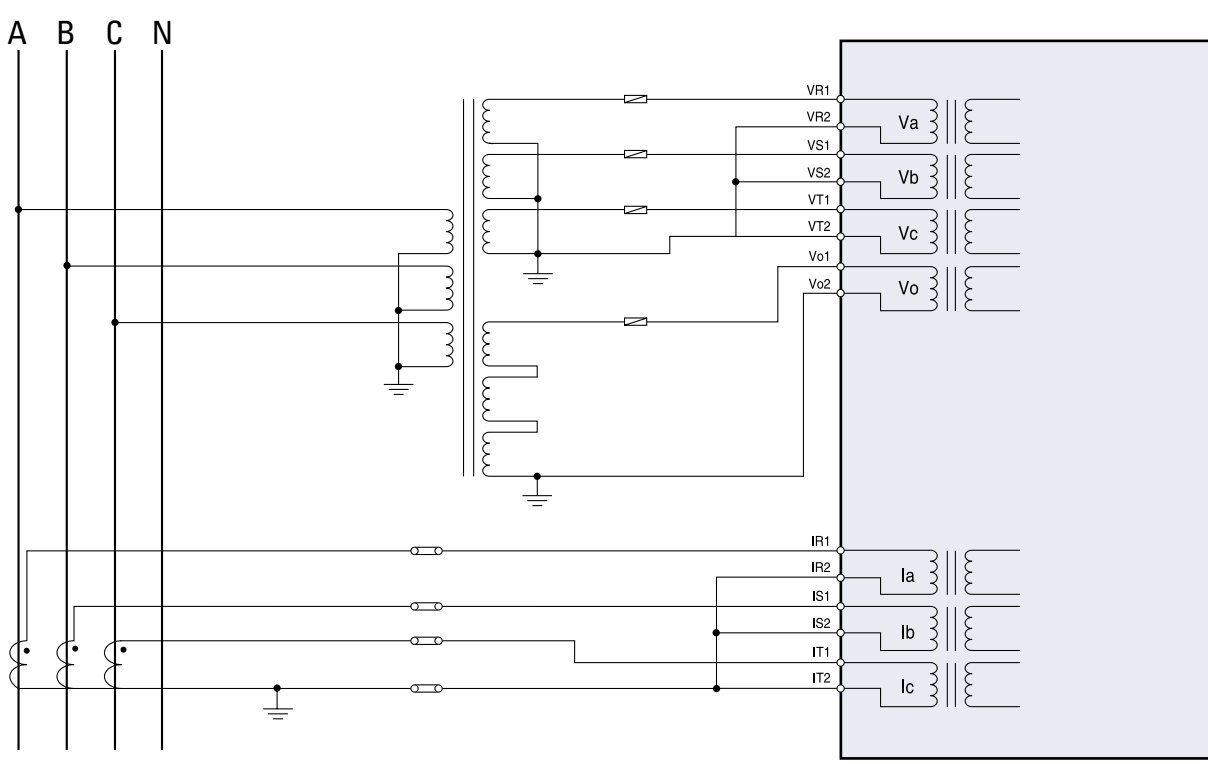 A B C N
VR1
VR2
Va
VS1
VS2
Vb
VT1
VT2
Vc
Vo1
Vo2
Vo
IR1
IR2
Ia
IS1
IS2
Ib
IT1
IT2
Ic